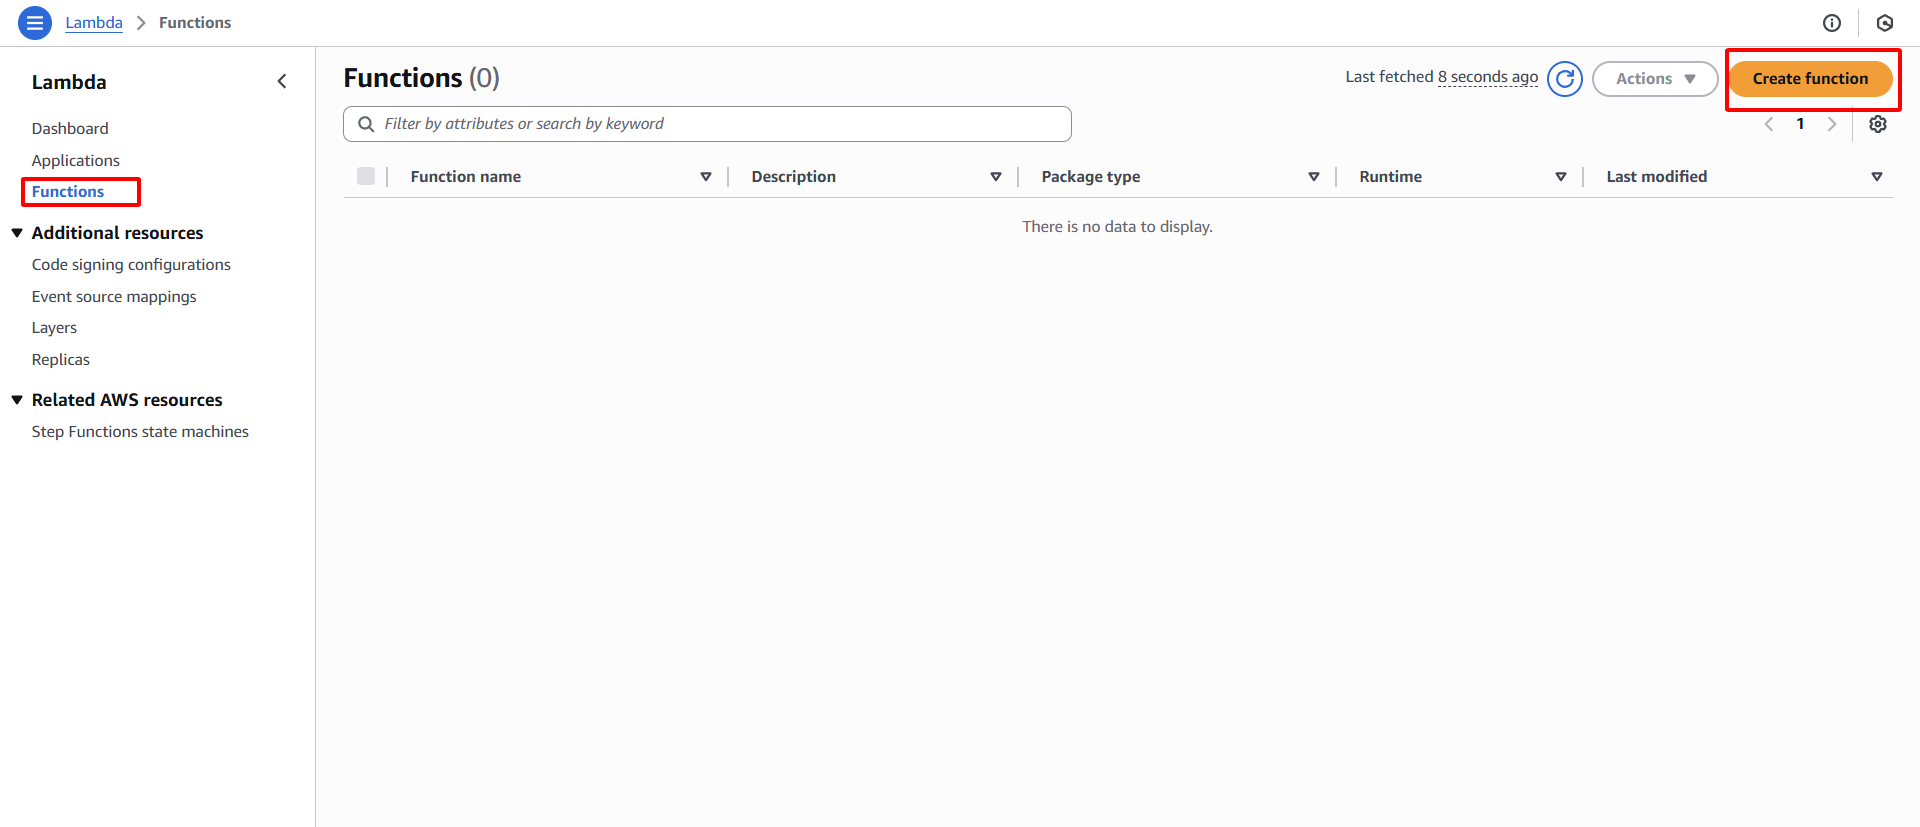 Lambda > Functions
Lambda
Dashboard
Applications
Functions
Additional resources
Code signing configurations
Event source mappings
Layers
Replicas
Related AWS resources
Step Functions state machines
Functions (0)
Last fetched 8 seconds ago
Actions
Create function
Filter by attributes or search by keyword
1
Function name
Description
Package type
Runtime
Last modified
There is no data to display.